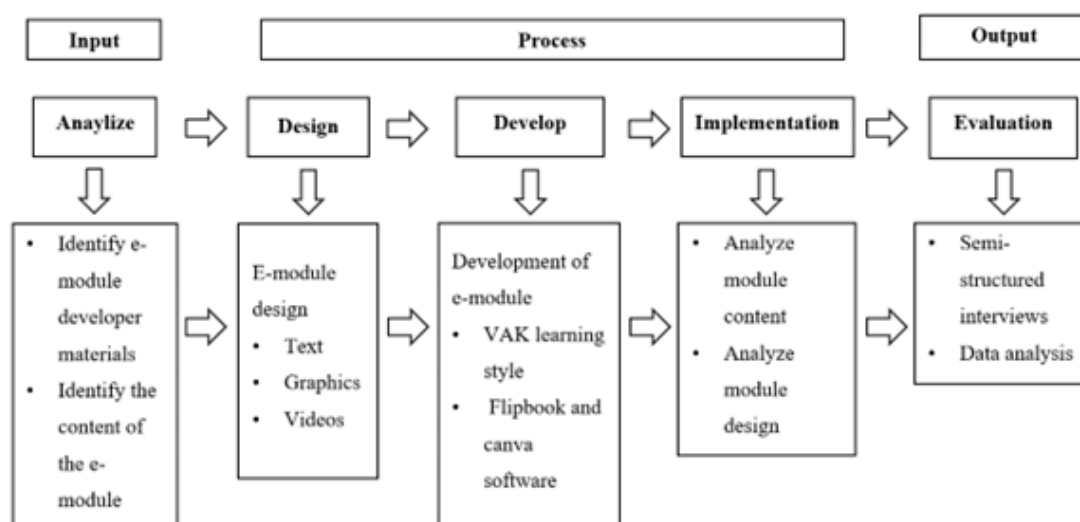 Input
Process
Output
Anaylize
Design
Develop
Implementation
Evaluation
• Identify e-
module
developer
materials
• Identify the
content of
the e-
module
E-module
design
• Text
• Graphics
• Videos
Development of
e-module
• VAK learning
style
• Flipbook and
canva
software
• Analyze
module
content
• Analyze
module
design
• Semi-
structured
interviews
• Data analysis